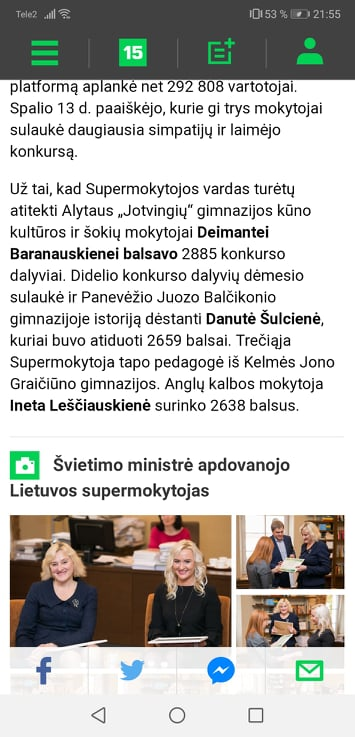 Tele2 53 % 21:55
15
platformą aplankė net 292 808 vartotojai.
Spalio 13 d. paaiškėjo, kurie gi trys mokytojai
sulaukė daugiausia simpatijų ir laimėjo
konkursą.
Už tai, kad Supermokytojos vardas turėtų
atitekti Alytaus „Jotvingių“ gimnazijos kūno
kultūros ir šokių mokytojai Deimantei
Baranauskienei balsavo 2885 konkurso
dalyviai. Didelio konkurso dalyvių dėmesio
sulaukė ir Panevėžio Juozo Balčikonio
gimnazijoje istoriją dėstanti Danutė Šulcienė,
kuriai buvo atiduoti 2659 balsai. Trečiąja
Supermokytoja tapo pedagogė iš Kelmės Jono
Graičiūno gimnazijos. Anglų kalbos mokytoja
Ineta Leščiauskienė surinko 2638 balsus.
Švietimo ministrė apdovanojo
Lietuvos supermokytojas